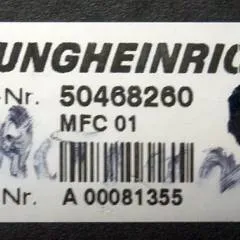 UNGHEINRIC
-Nr. 50468260
MFC 01
Nr. A 00081355